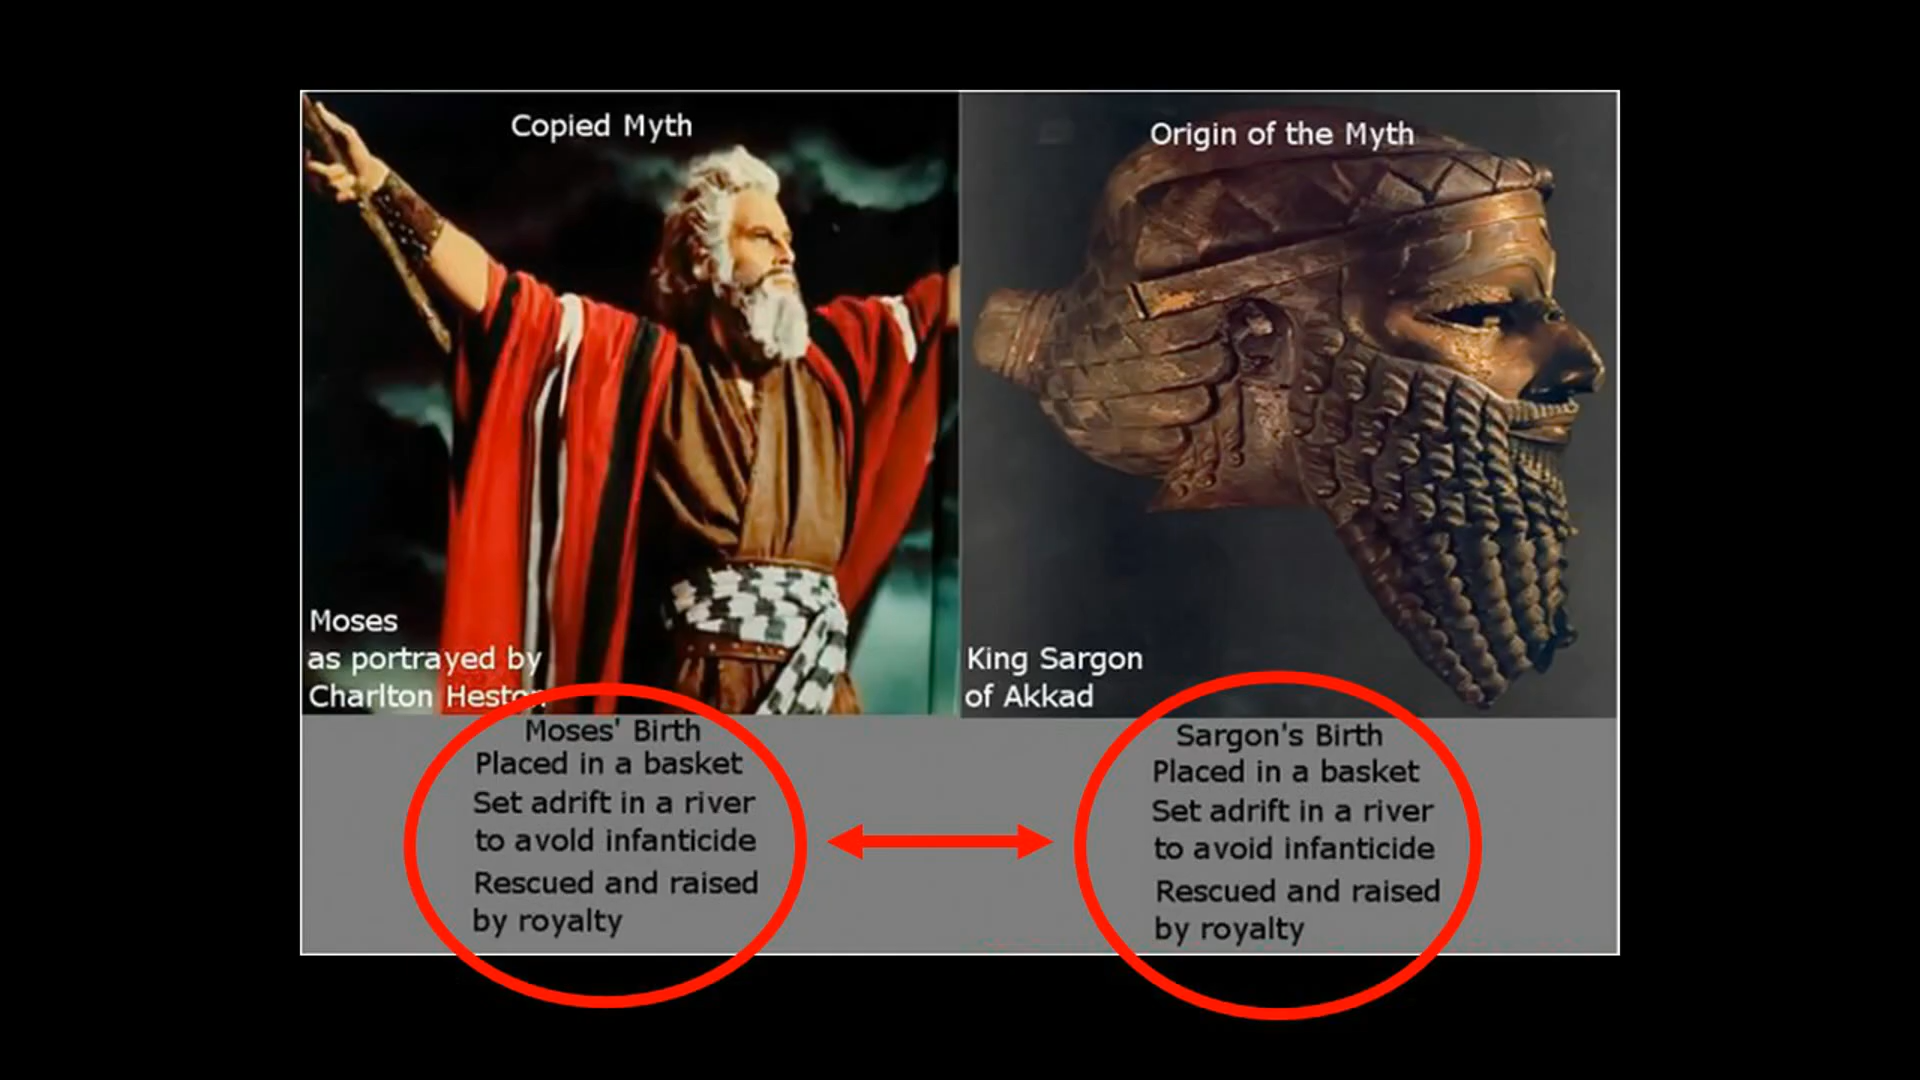 Copied Myth
Origin of the Myth
Moses
as portrayed by
Charlton Heston
King Sargon
of Akkad
Moses' Birth
Placed in a basket
Set adrift in a river
to avold infanticide
Rescued and raised
by royalty
Sargon's Birth
Placed in a basket
Set adrift in a river
to avoid infanticide
Rescued and raised
by royalty